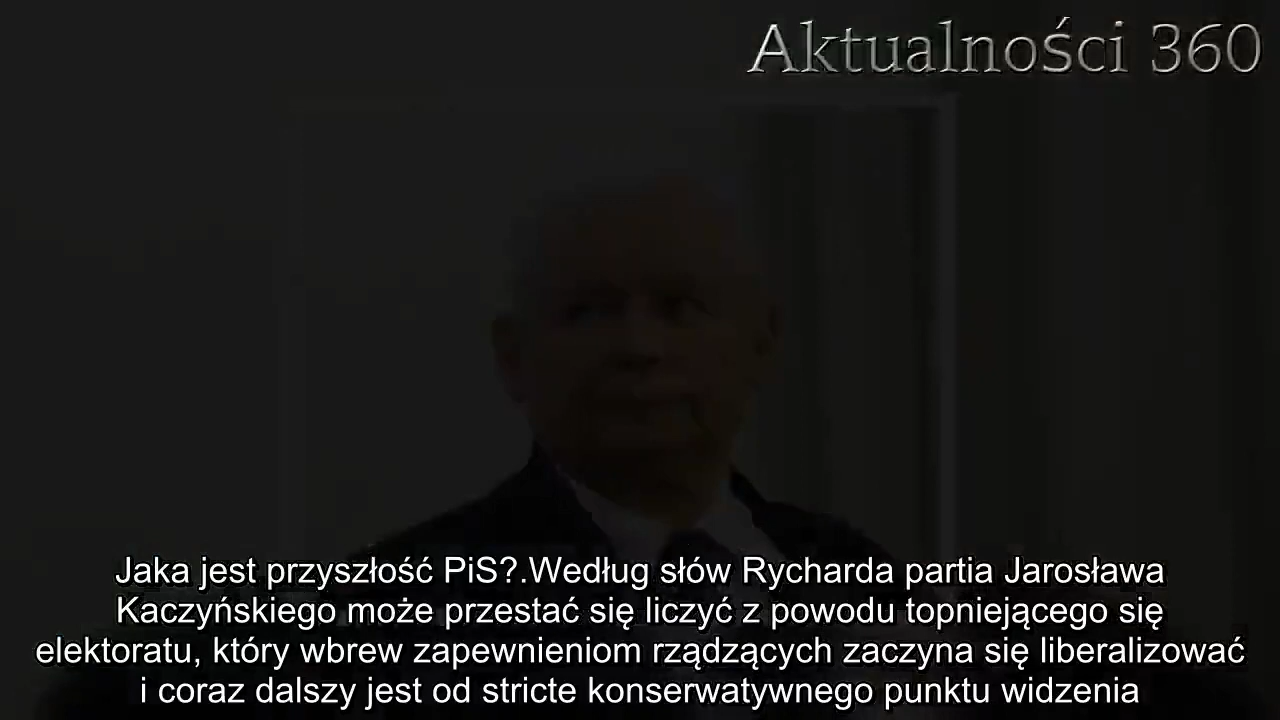 Aktualności 360
Jaka jest przyszłość PiS?.Według słów Rycharda partia Jarosława
Kaczyńskiego może przestać się liczyć z powodu topniejącego się
elektoratu, który wbrew zapewnieniom rządzących zaczyna się liberalizować
i coraz dalszy jest od stricte konserwatywnego punktu widzenia